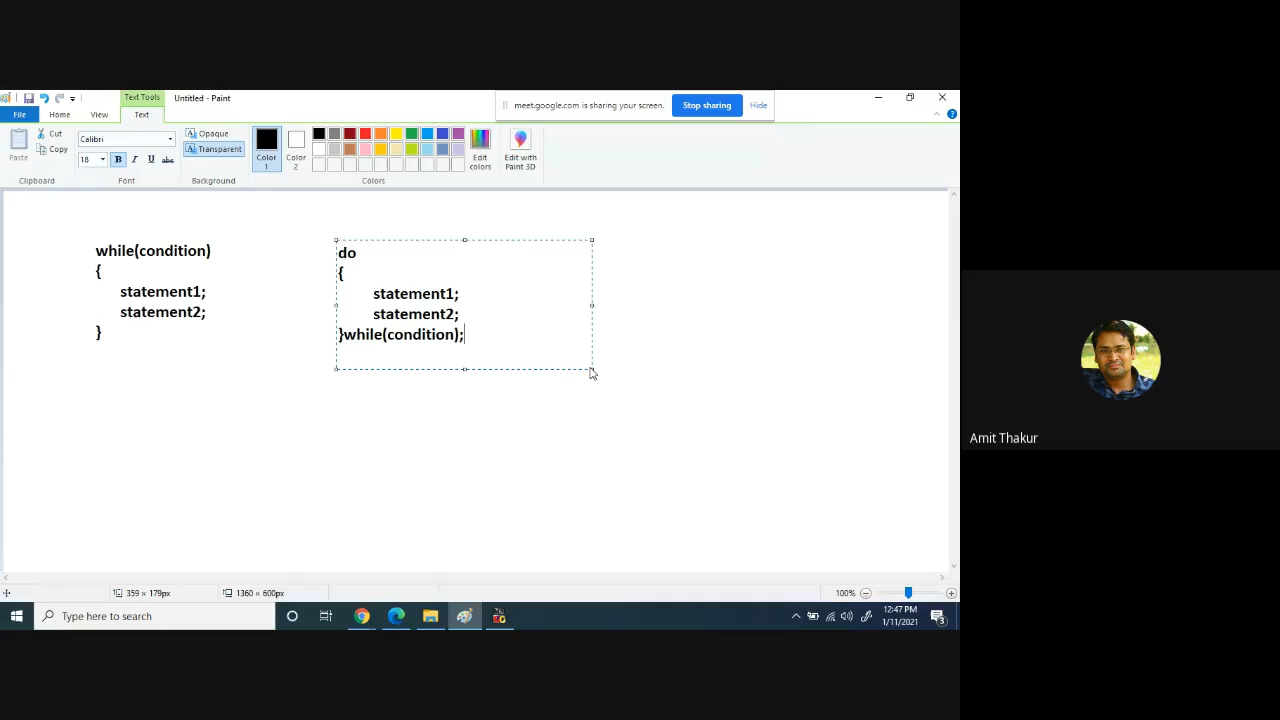 Text Tools
Untitled - Paint
meet.google.com is sharing your screen.
Stop sharing
Hide
File
Home
View
Text
Paste
Cut
Copy
Clipboard
Calibri
18
B
I
U
abc
Font
Opaque
Transparent
Background
Color 1
Color 2
Colors
Edit colors
Edit with Paint 3D
while(condition)
{
statement1;
statement2;
}
do
{
statement1;
statement2;
}while(condition);
Amit Thakur
359 × 179px
1360 × 600px
100%
Type here to search
12:47 PM
1/11/2021
3